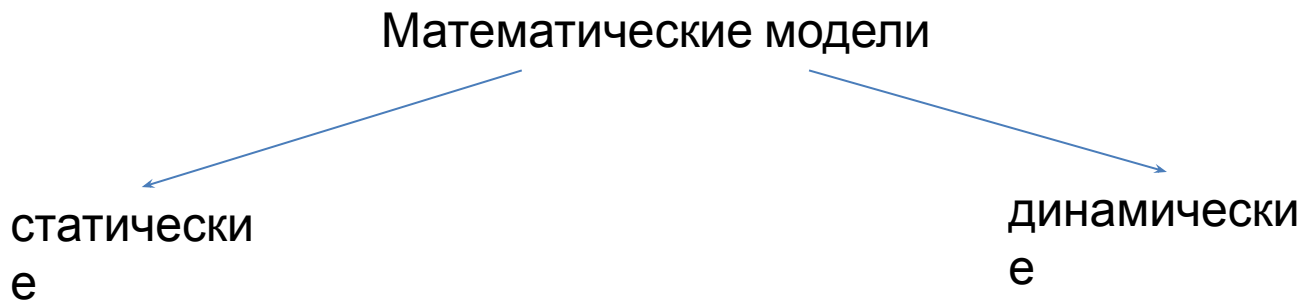 Математические модели
статически
е
динамически
е